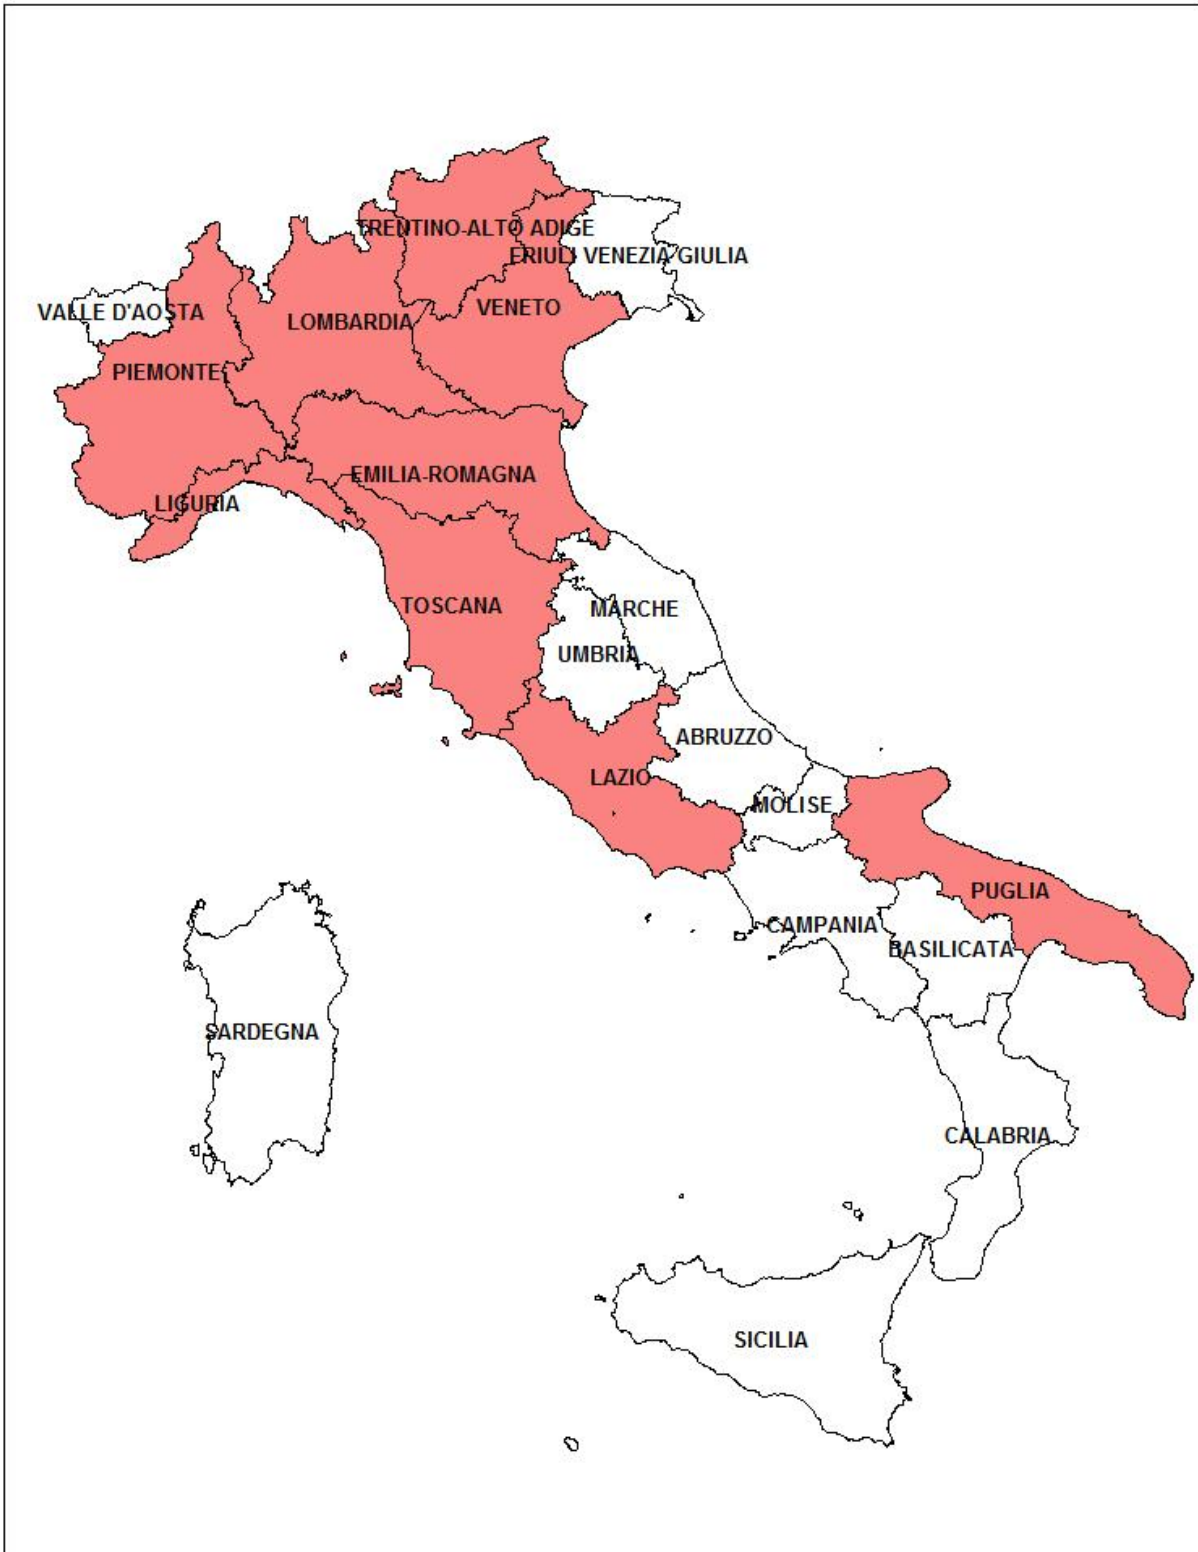 TRENTINO-ALTO ADIGE
FRIULI VENEZIA GIULIA
VALLE D'AOSTA
VENETO
LOMBARDIA
PIEMONTE
EMILIA-ROMAGNA
LIGURIA
TOSCANA
MARCHE
UMBRIA
ABRUZZO
LAZIO
MOLISE
PUGLIA
CAMPANIA
BASILICATA
SARDEGNA
CALABRIA
SICILIA